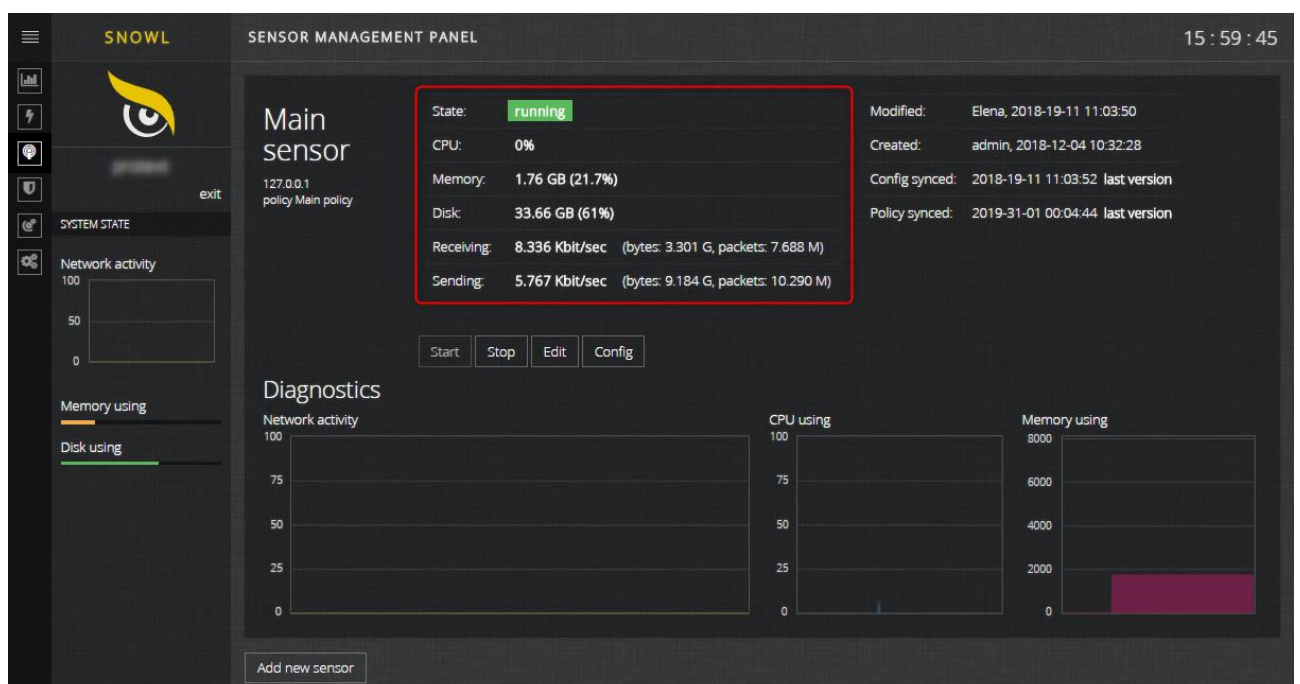 SNOWL
SENSOR MANAGEMENT PANEL
15 : 59 : 45
exit
SYSTEM STATE
Network activity
100
50
0
Memory using
Disk using
Main
sensor
127.0.0.1
policy Main policy
State: running
CPU: 0%
Memory: 1.76 GB (21.7%)
Disk: 33.66 GB (61%)
Receiving: 8.336 Kbit/sec (bytes: 3.301 G, packets: 7.688 M)
Sending: 5.767 Kbit/sec (bytes: 9.184 G, packets: 10.290 M)
Modified: Elena, 2018-19-11 11:03:50
Created: admin, 2018-12-04 10:32:28
Config synced: 2018-19-11 11:03:52 last version
Policy synced: 2019-31-01 00:04:44 last version
Start Stop Edit Config
Diagnostics
Network activity
100
75
50
25
0
CPU using
100
75
50
25
0
Memory using
8000
6000
4000
2000
0
Add new sensor